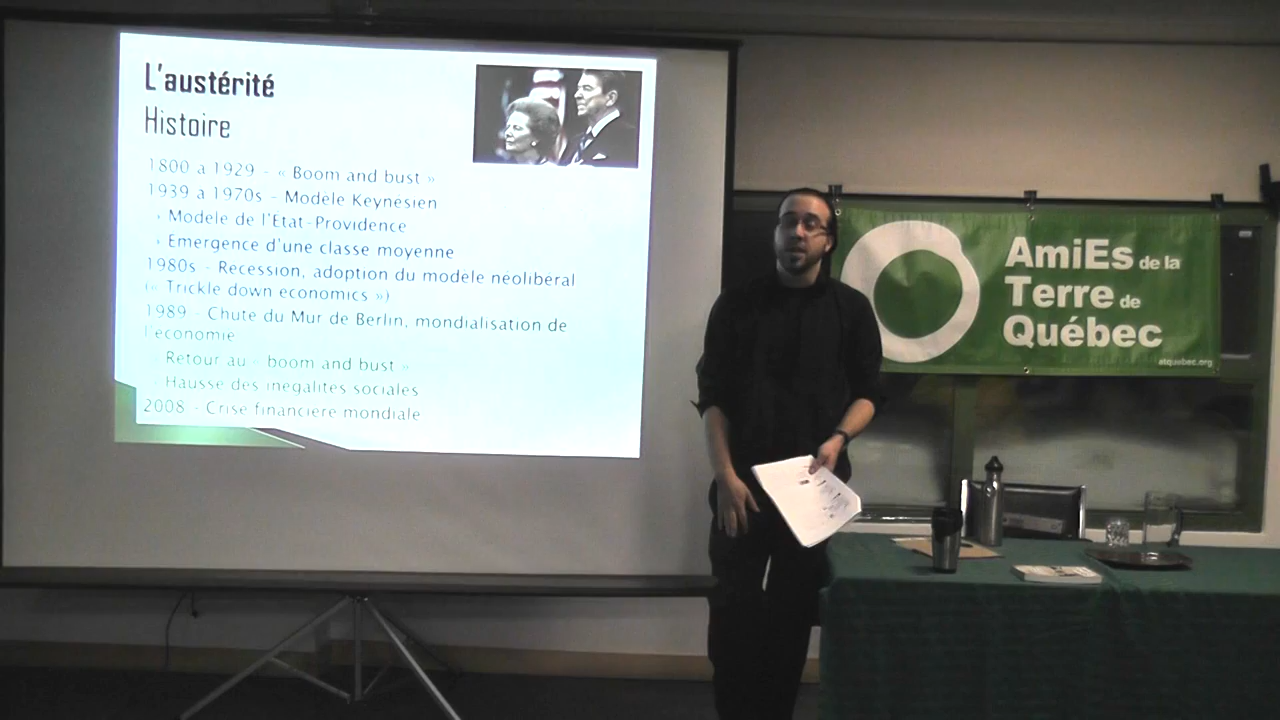 L'austérité
Histoire
1800 a 1929 - « Boom and bust »
1939 a 1970s - Modèle Keynésien
› Modèle de l'Etat-Providence
› Emergence d'une classe moyenne
1980s - Recession, adoption du modèle néolibéral
(« Trickle down economics »)
1989 - Chute du Mur de Berlin, mondialisation de
l'économie
› Retour au « boom and bust »
› Hausse des inégalités sociales
2008 - Crise financière mondiale
AmiEs de la
Terre de
Québec
atquebec.org